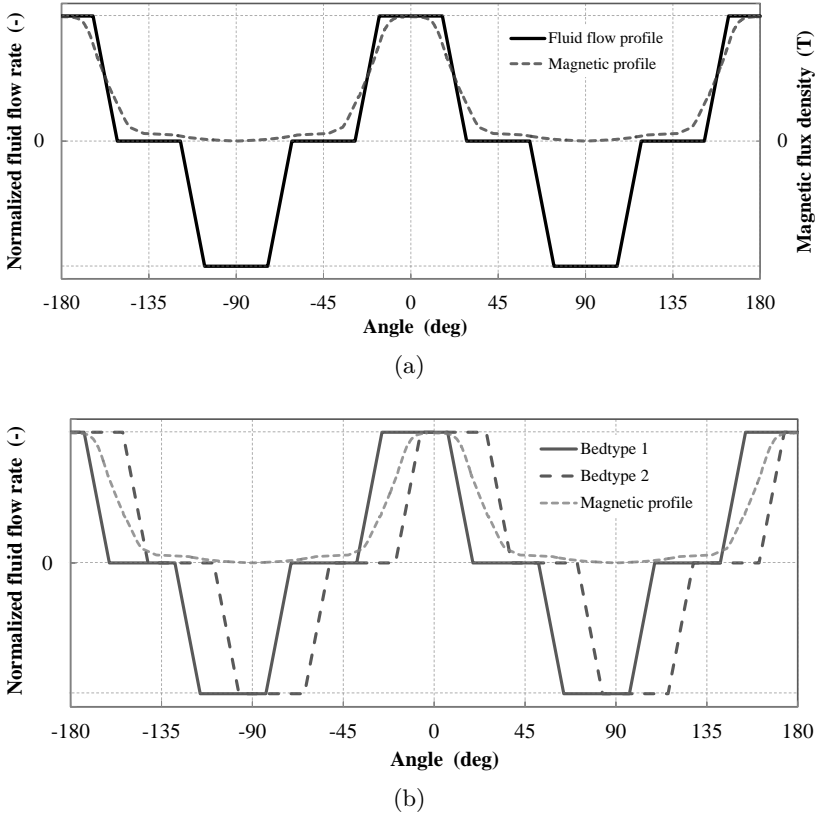 Normalized fluid flow rate (-)
0
Fluid flow profile
Magnetic profile
0
Magnetic flux density (T)
-180 -135 -90 -45 0 45 90 135 180
Angle (deg)
(a)
Normalized fluid flow rate (-)
0
Bedtype 1
Bedtype 2
Magnetic profile
-180 -135 -90 -45 0 45 90 135 180
Angle (deg)
(b)